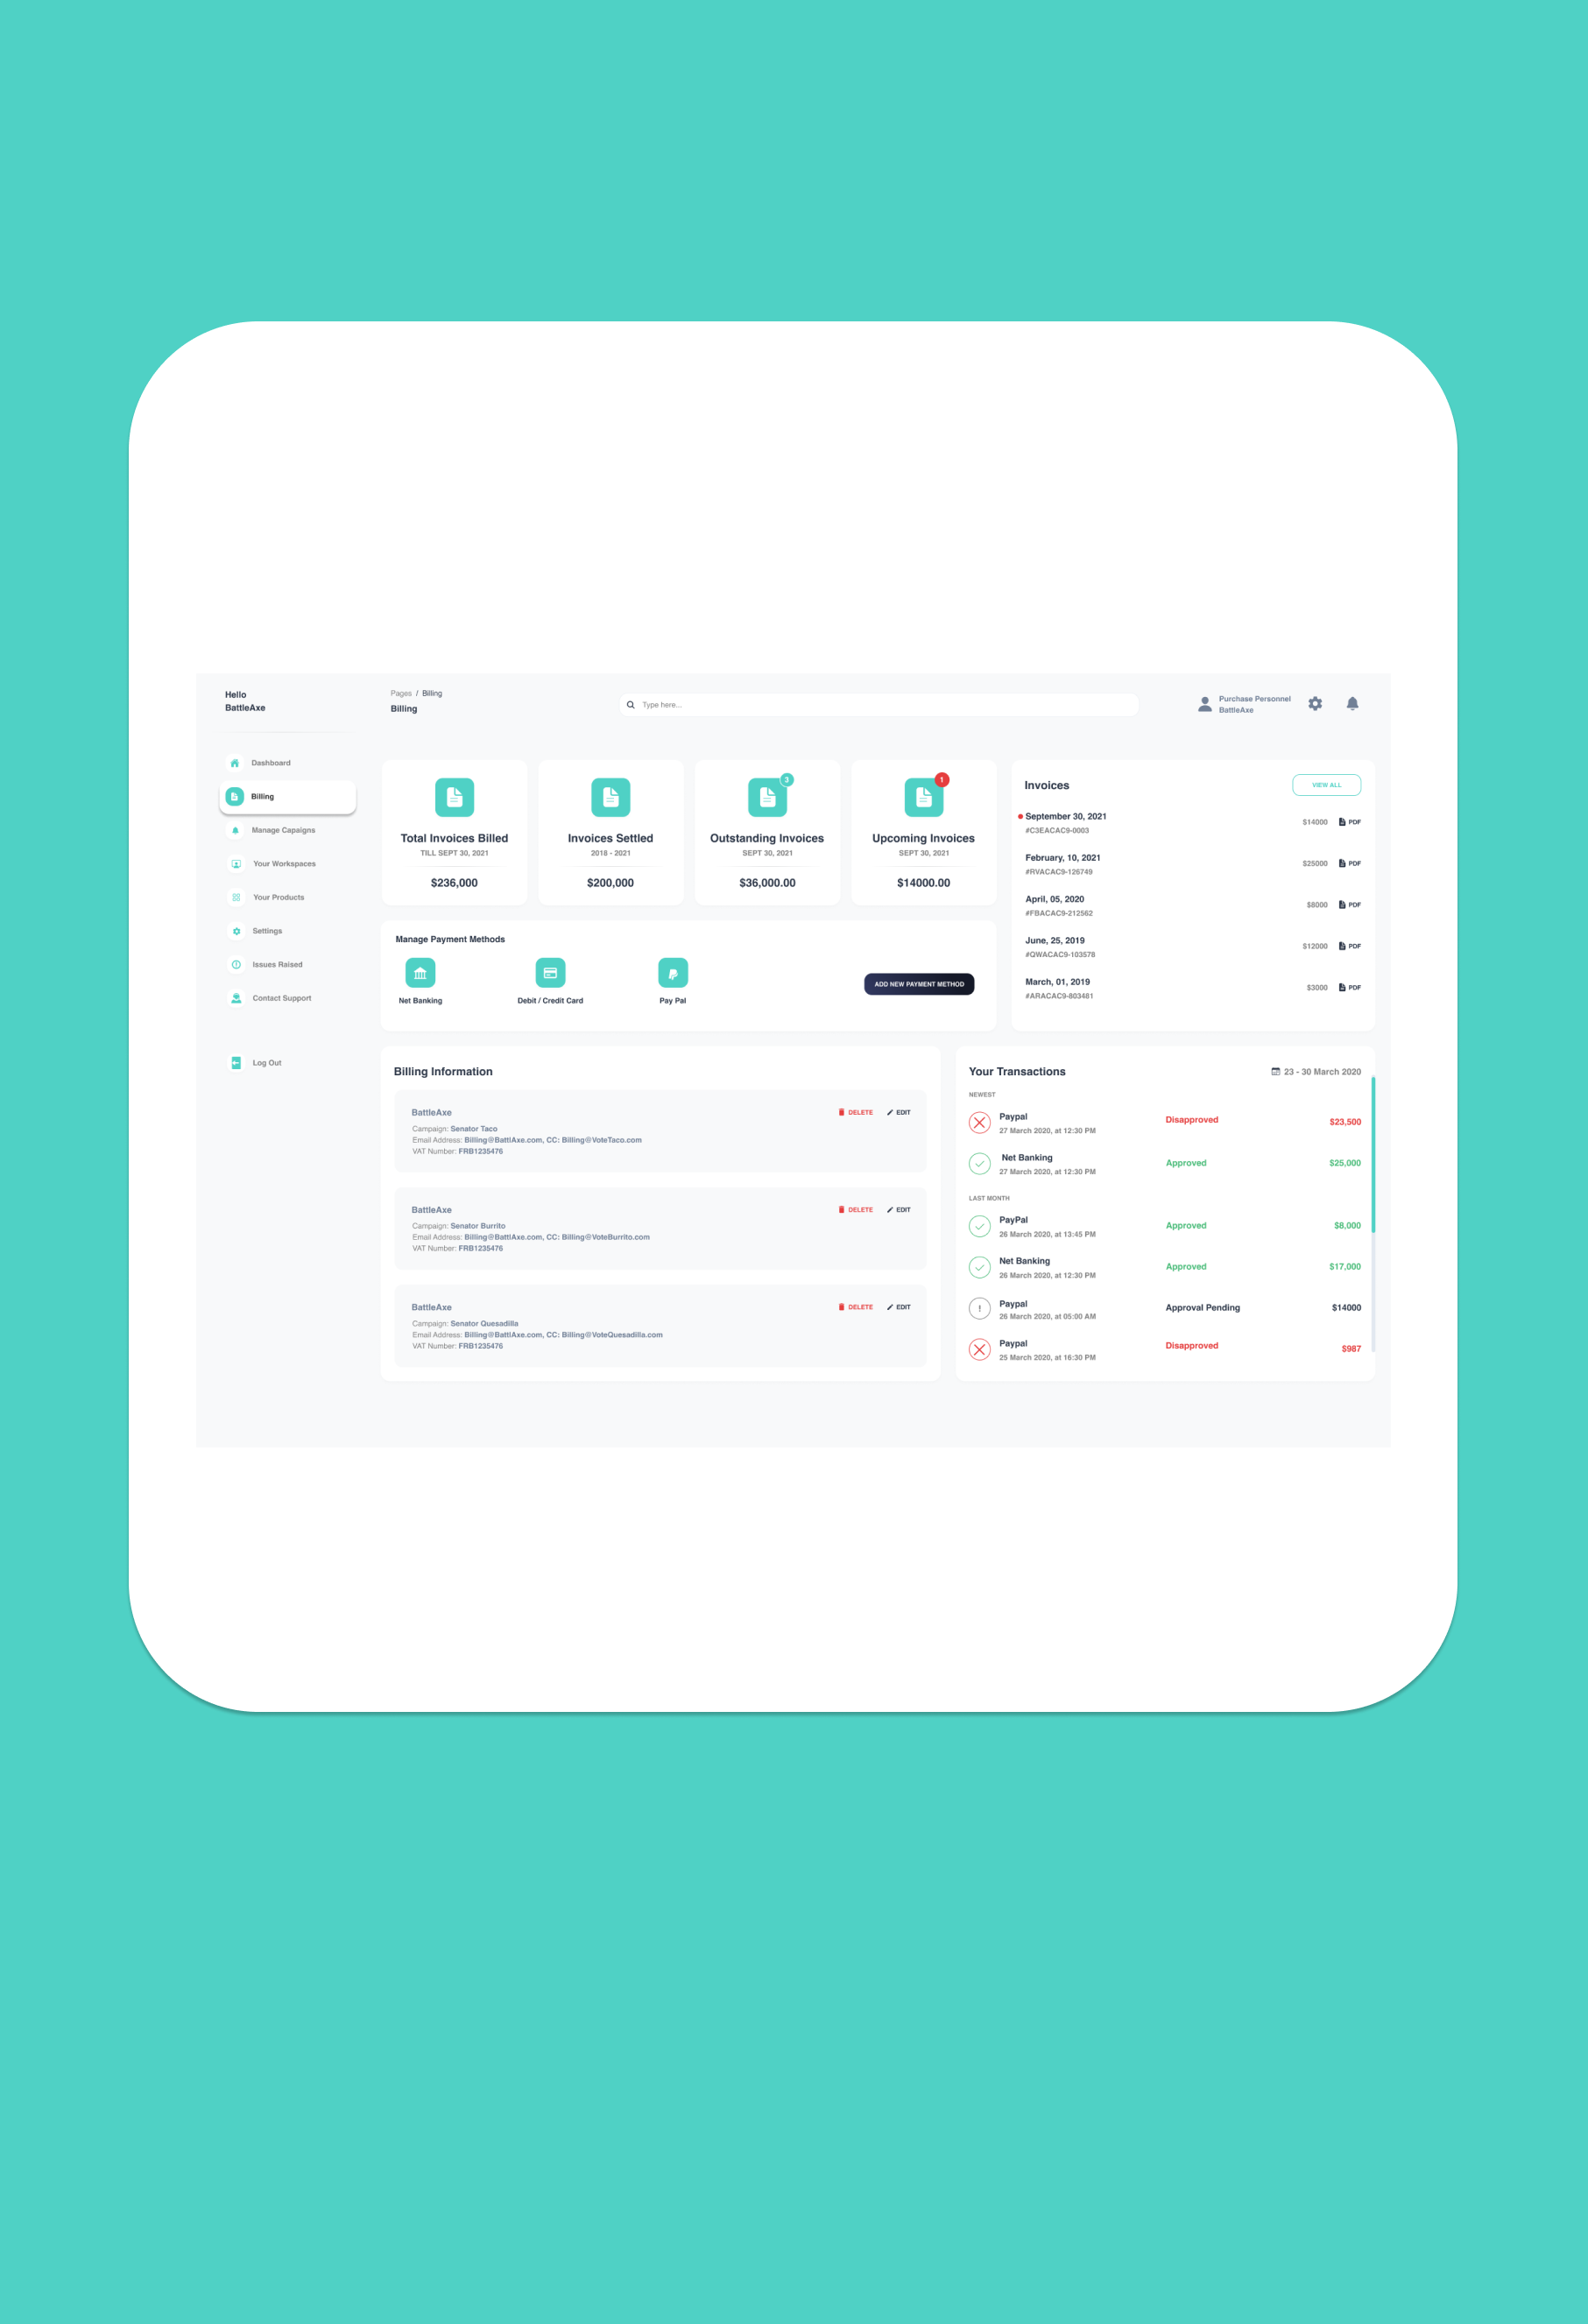 Hello
BattleAxe
Pages / Billing
Billing
Type here...
Purchase Personnel
BattleAxe
Dashboard
Billing
Manage Capaigns
Your Workspaces
Your Products
Settings
Issues Raised
Contact Support
Log Out
Total Invoices Billed
TILL SEPT 30, 2021
$236,000
Invoices Settled
2018 - 2021
$200,000
3
Outstanding Invoices
SEPT 30, 2021
$36,000.00
1
Upcoming Invoices
SEPT 30, 2021
$14000.00
Invoices
VIEW ALL
September 30, 2021
#C3EACAC9-0003
$14000 PDF
February, 10, 2021
#RVACAC9-126749
$25000 PDF
April, 05, 2020
#FBACAC9-212562
$8000 PDF
June, 25, 2019
#QWACAC9-103578
$12000 PDF
March, 01, 2019
#ARACAC9-803481
$3000 PDF
Manage Payment Methods
Net Banking
Debit / Credit Card
Pay Pal
ADD NEW PAYMENT METHOD
Billing Information
BattleAxe
DELETE EDIT
Campaign: Senator Taco
Email Address: Billing@BattlAxe.com, CC: Billing@VoteTaco.com
VAT Number: FRB1235476
BattleAxe
DELETE EDIT
Campaign: Senator Burrito
Email Address: Billing@BattlAxe.com, CC: Billing@VoteBurrito.com
VAT Number: FRB1235476
BattleAxe
DELETE EDIT
Campaign: Senator Quesadilla
Email Address: Billing@BattlAxe.com, CC: Billing@VoteQuesadilla.com
VAT Number: FRB1235476
Your Transactions
23 - 30 March 2020
NEWEST
Paypal
27 March 2020, at 12:30 PM
Disapproved
$23,500
Net Banking
27 March 2020, at 12:30 PM
Approved
$25,000
LAST MONTH
PayPal
26 March 2020, at 13:45 PM
Approved
$8,000
Net Banking
26 March 2020, at 12:30 PM
Approved
$17,000
Paypal
26 March 2020, at 05:00 AM
Approval Pending
$14000
Paypal
25 March 2020, at 16:30 PM
Disapproved
$987